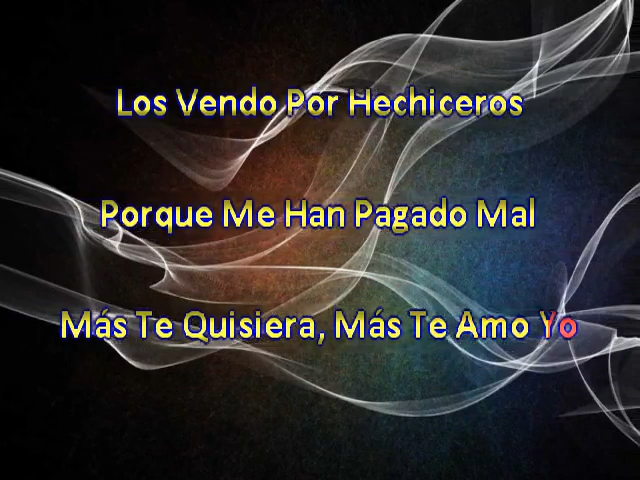 Los Vendo Por Hechiceros
Porque Me Han Pagado Mal
Más Te Quisiera, Más Te Amo Yo